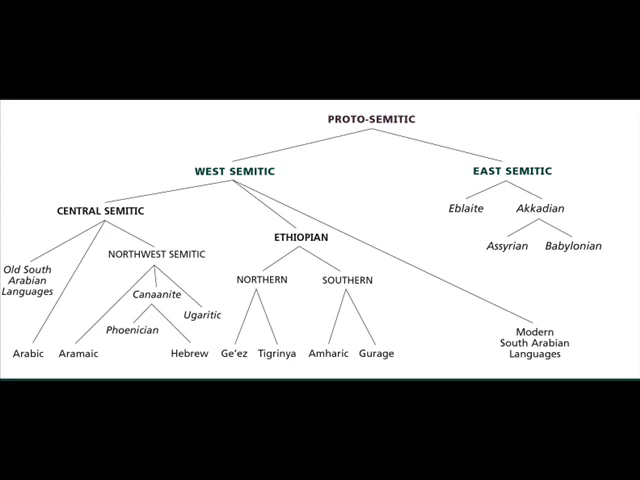 PROTO-SEMITIC
WEST SEMITIC
EAST SEMITIC
CENTRAL SEMITIC
Eblaite
Akkadian
ETHIOPIAN
Assyrian
Babylonian
NORTHWEST SEMITIC
Old South
Arabian
Languages
NORTHERN
SOUTHERN
Canaanite
Ugaritic
Phoenician
Modern
South Arabian
Languages
Arabic
Aramaic
Hebrew
Ge’ez
Tigrinya
Amharic
Gurage